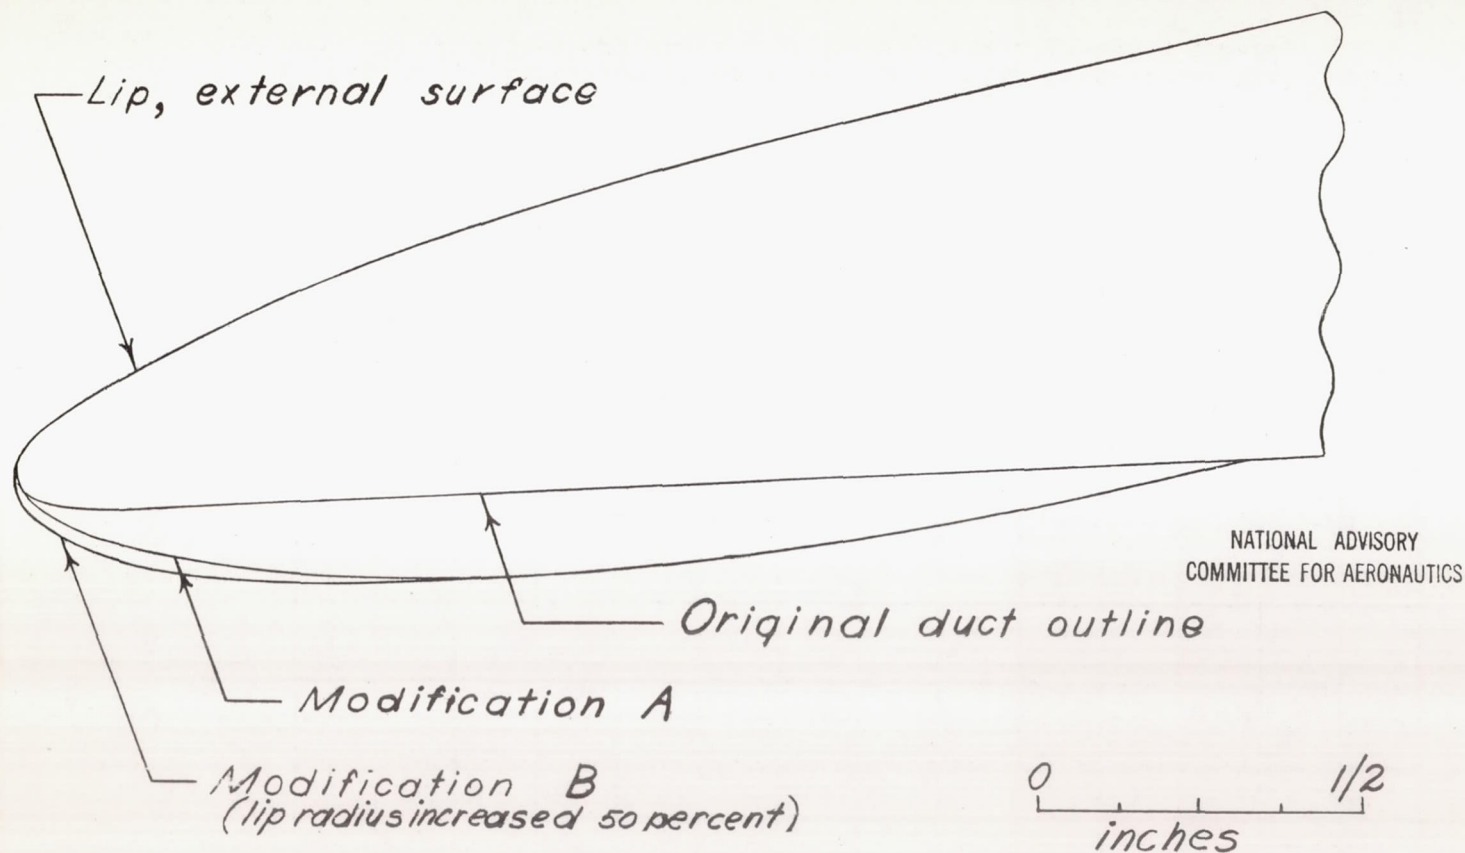 Lip, external surface
NATIONAL ADVISORY
COMMITTEE FOR AERONAUTICS
Original duct outline
Modification A
Modification B
(lip radius increased 50 percent)
0 1/2
inches